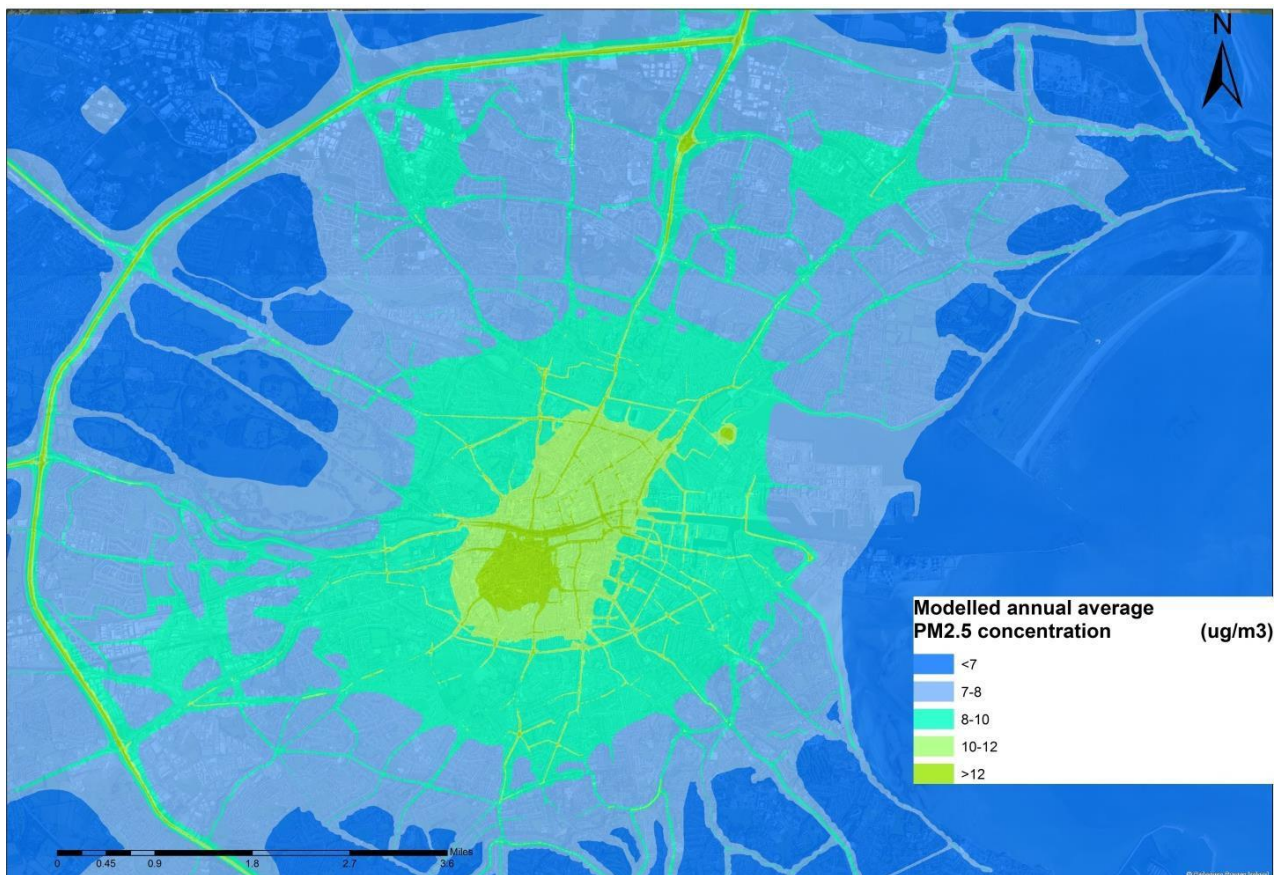 N
Modelled annual average
PM2.5 concentration (ug/m3)
<7
7-8
8-10
10-12
>12
Miles
0 0.45 0.9 1.8 2.7 3.6